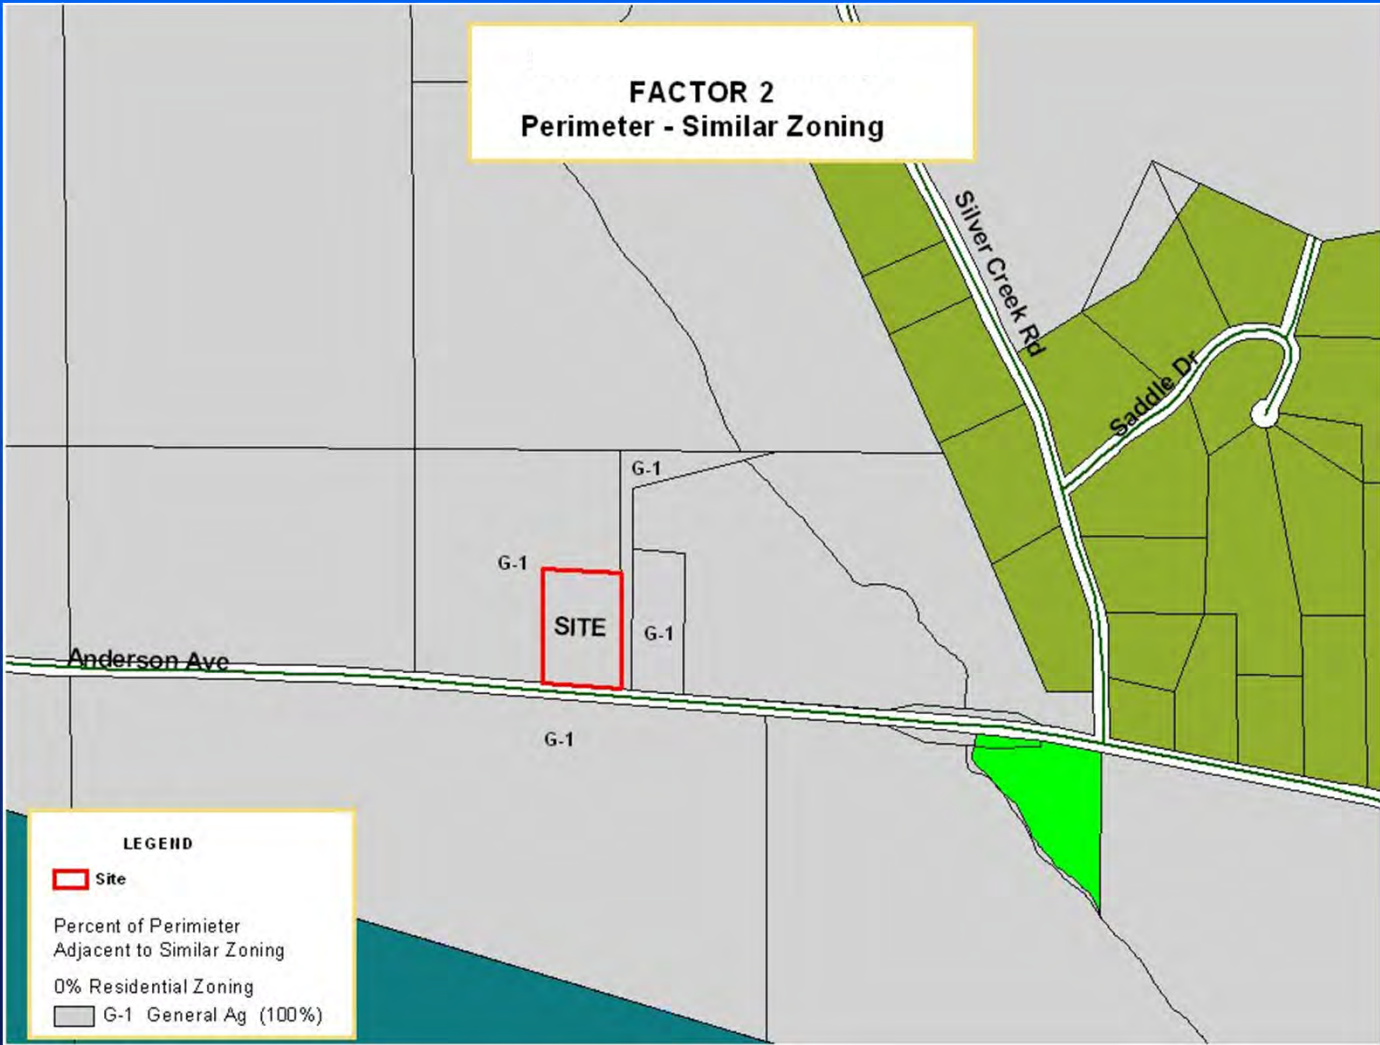 FACTOR 2
Perimeter - Similar Zoning
Silver Creek Rd
Saddle Dr
G-1
G-1
SITE
G-1
Anderson Ave
G-1
LEGEND
Site
Percent of Perimieter
Adjacent to Similar Zoning
0% Residential Zoning
G-1 General Ag (100%)